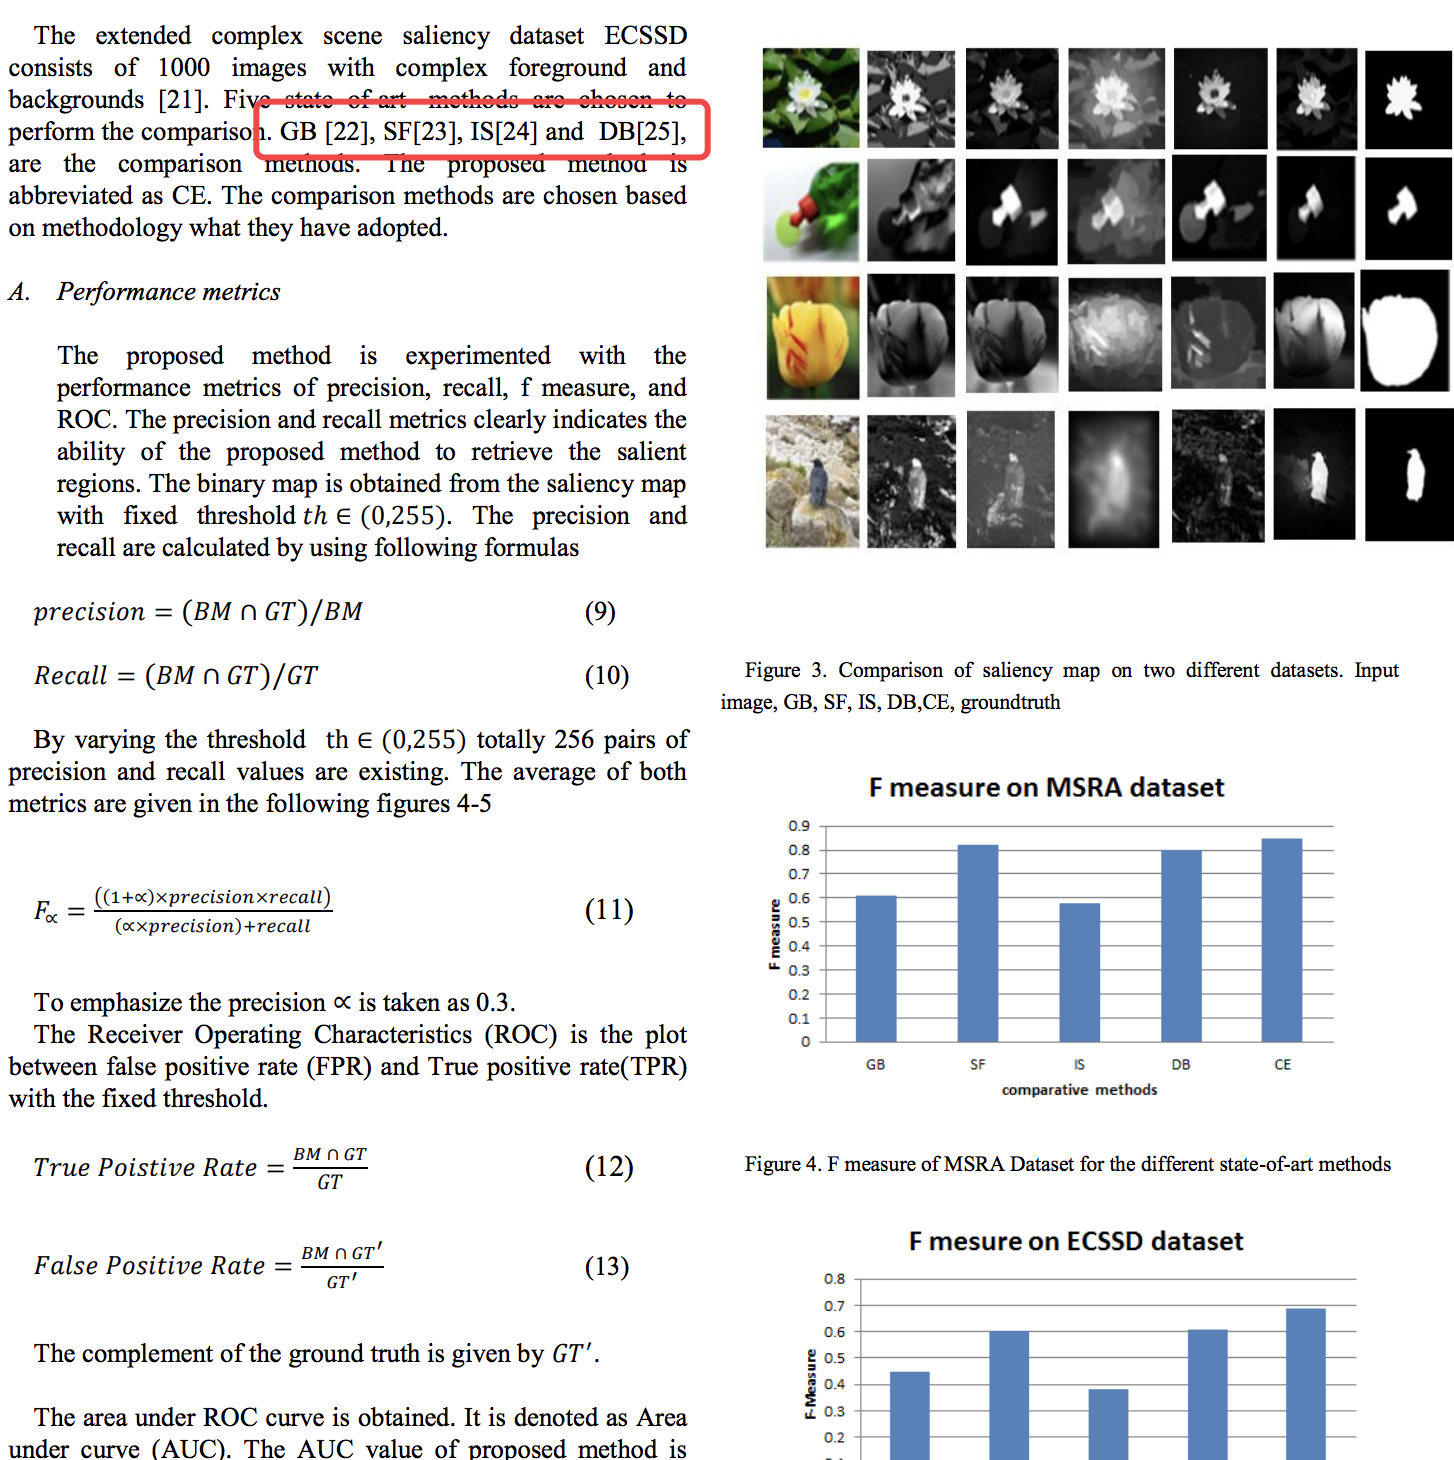 The extended complex scene saliency dataset ECSSD
consists of 1000 images with complex foreground and
backgrounds [21]. Five state-of-art methods are chosen to
perform the comparison. GB [22], SF[23], IS[24] and DB[25],
are the comparison methods. The proposed method is
abbreviated as CE. The comparison methods are chosen based
on methodology what they have adopted.
A. Performance metrics
The proposed method is experimented with the
performance metrics of precision, recall, f measure, and
ROC. The precision and recall metrics clearly indicates the
ability of the proposed method to retrieve the salient
regions. The binary map is obtained from the saliency map
with fixed threshold th ∈ (0,255). The precision and
recall are calculated by using following formulas
precision = (BM ∩ GT)/BM (9)
Recall = (BM ∩ GT)/GT (10)
By varying the threshold th ∈ (0,255) totally 256 pairs of
precision and recall values are existing. The average of both
metrics are given in the following figures 4-5
F∝ = ((1+∝)×precision×recall) / (∝×precision)+recall (11)
To emphasize the precision ∝ is taken as 0.3.
The Receiver Operating Characteristics (ROC) is the plot
between false positive rate (FPR) and True positive rate(TPR)
with the fixed threshold.
True Poistive Rate = BM ∩ GT / GT (12)
False Positive Rate = BM ∩ GT′ / GT′ (13)
The complement of the ground truth is given by GT′.
The area under ROC curve is obtained. It is denoted as Area
under curve (AUC). The AUC value of proposed method is
Figure 3. Comparison of saliency map on two different datasets. Input
image, GB, SF, IS, DB,CE, groundtruth
F measure on MSRA dataset
0.9
0.8
0.7
0.6
0.5
0.4
0.3
0.2
0.1
0
F measure
GB SF IS DB CE
comparative methods
Figure 4. F measure of MSRA Dataset for the different state-of-art methods
F mesure on ECSSD dataset
0.8
0.7
0.6
0.5
0.4
0.3
0.2
F-Measure